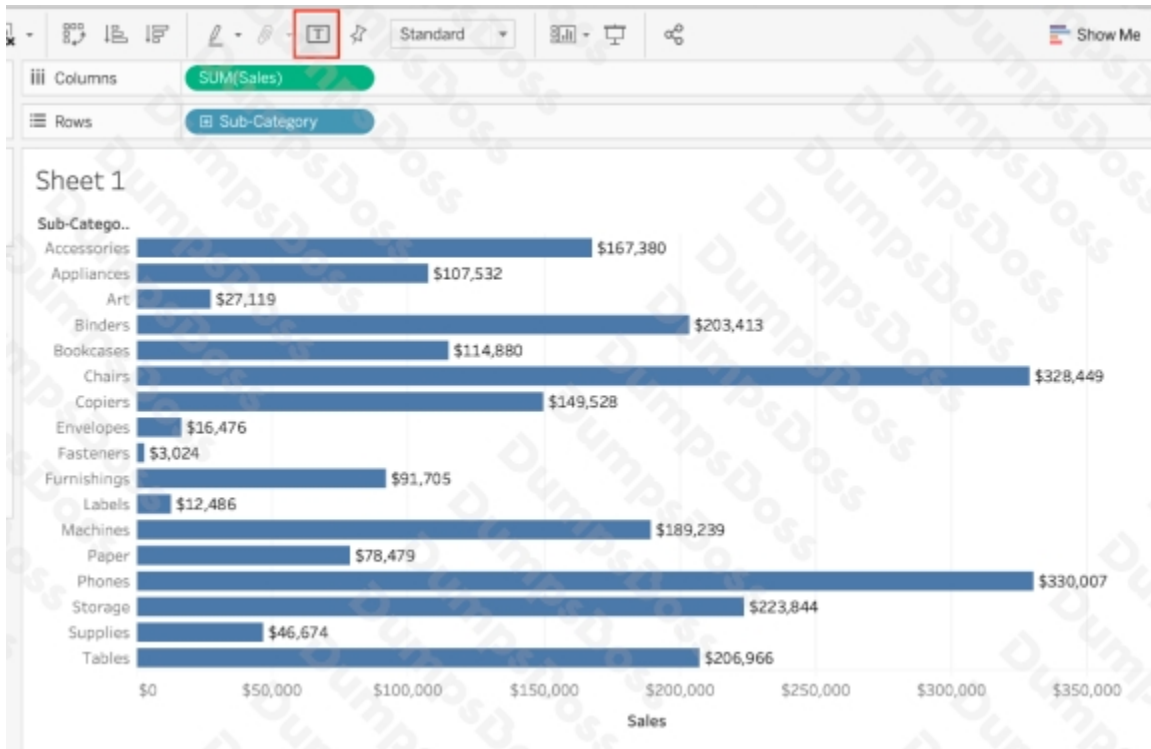 T Standard Show Me
iii Columns SUM(Sales)
Rows Sub-Category
Sheet 1
Sub-Catego..
Accessories $167,380
Appliances $107,532
Art $27,119
Binders $203,413
Bookcases $114,880
Chairs $328,449
Copiers $149,528
Envelopes $16,476
Fasteners $3,024
Furnishings $91,705
Labels $12,486
Machines $189,239
Paper $78,479
Phones $330,007
Storage $223,844
Supplies $46,674
Tables $206,966
$0 $50,000 $100,000 $150,000 $200,000 $250,000 $300,000 $350,000
Sales
DumpsDoss